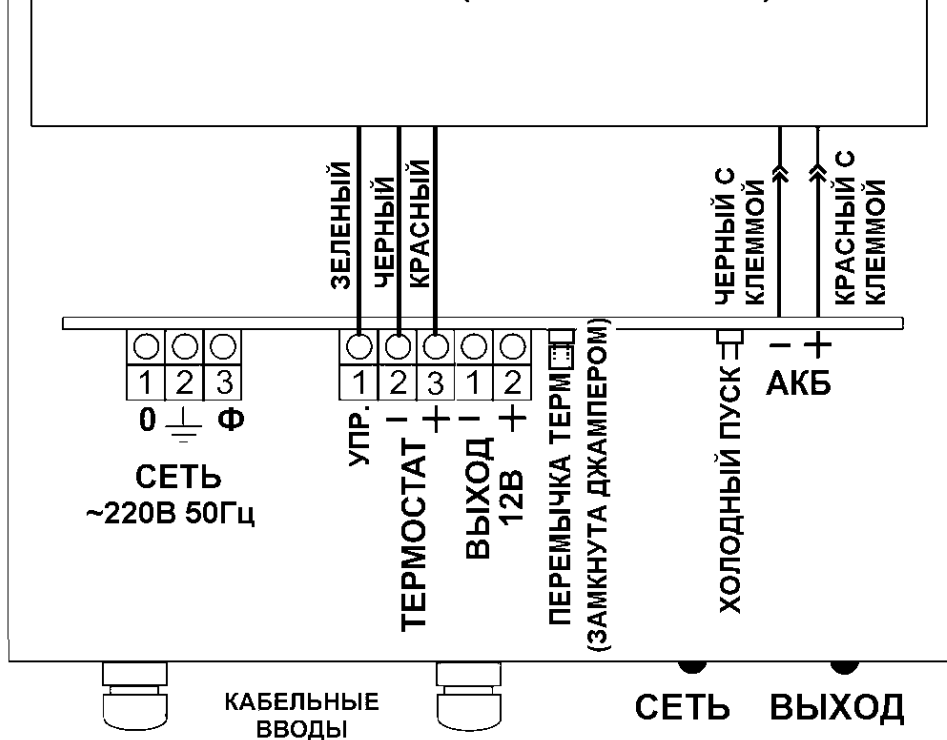 ЗЕЛЕНЫЙ
ЧЕРНЫЙ
КРАСНЫЙ
ЧЕРНЫЙ С
КЛЕММОЙ
КРАСНЫЙ С
КЛЕММОЙ
1 2 3
0 Ф
СЕТЬ
~220В 50Гц
1 2 3 1 2
УПР. − + − +
ТЕРМОСТАТ
ВЫХОД
12В
ПЕРЕМЫЧКА ТЕРМ
(ЗАМКНУТА ДЖАМПЕРОМ)
ХОЛОДНЫЙ ПУСК
− +
АКБ
КАБЕЛЬНЫЕ
ВВОДЫ
СЕТЬ
ВЫХОД